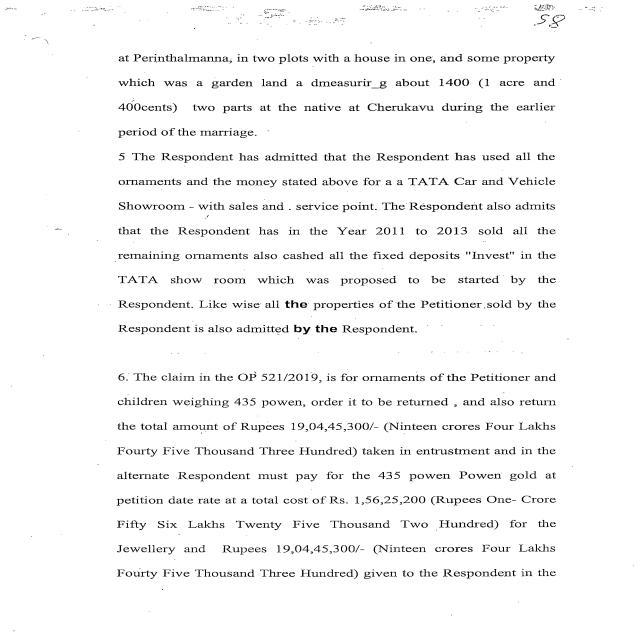 58
at Perinthalmanna, in two plots with a house in one, and some property
which was a garden land a dmeasurir_g about 1400 (1 acre and
400cents) two parts at the native at Cherukavu during the earlier
period of the marriage.
5 The Respondent has admitted that the Respondent has used all the
ornaments and the money stated above for a a TATA Car and Vehicle
Showroom - with sales and . service point. The Respondent also admits
that the Respondent has in the Year 2011 to 2013 sold all the
remaining ornaments also cashed all the fixed deposits "Invest" in the
TATA show room which was proposed to be started by the
Respondent. Like wise all the properties of the Petitioner sold by the
Respondent is also admitted by the Respondent.
6. The claim in the OP 521/2019, is for ornaments of the Petitioner and
children weighing 435 powen, order it to be returned , and also return
the total amount of Rupees 19,04,45,300/- (Ninteen crores Four Lakhs
Fourty Five Thousand Three Hundred) taken in entrustment and in the
alternate Respondent must pay for the 435 powen Powen gold at
petition date rate at a total cost of Rs. 1,56,25,200 (Rupees One- Crore
Fifty Six Lakhs Twenty Five Thousand Two Hundred) for the
Jewellery and Rupees 19,04,45,300/- (Ninteen crores Four Lakhs
Fourty Five Thousand Three Hundred) given to the Respondent in the